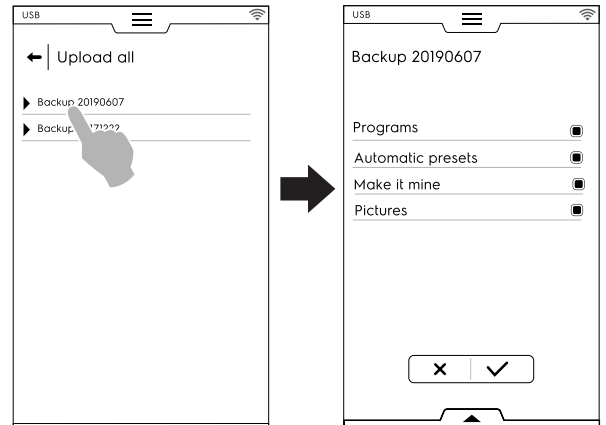 USB
Upload all
Backup 20190607
Backup
USB
Backup 20190607
Programs
Automatic presets
Make it mine
Pictures